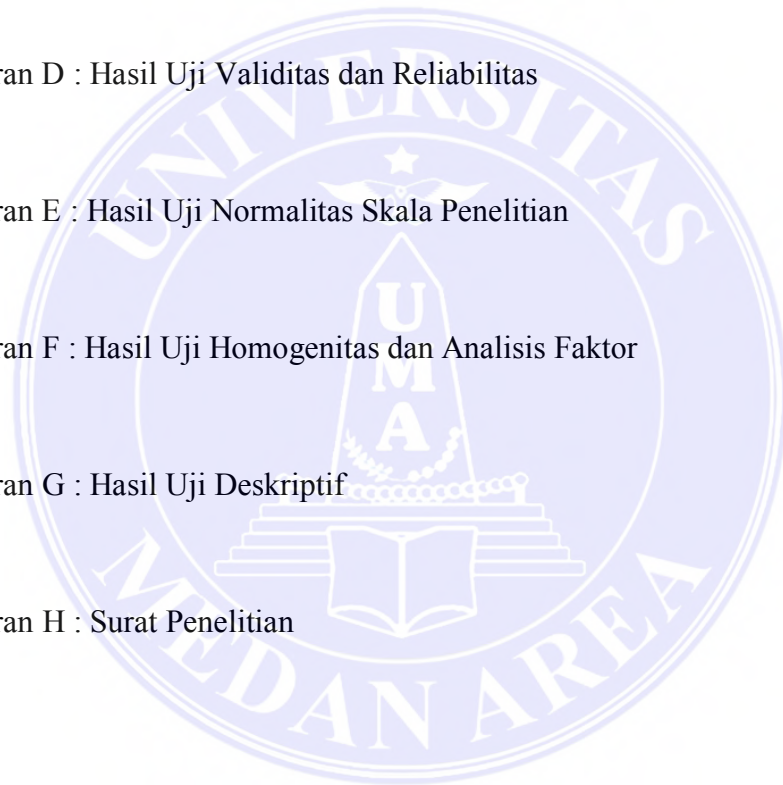 ran D : Hasil Uji Validitas dan Reliabilitas
UNIVERSITAS
ran E : Hasil Uji Normalitas Skala Penelitian
UMA
ran F : Hasil Uji Homogenitas dan Analisis Faktor
ran G : Hasil Uji Deskriptif
ran H : Surat Penelitian
MEDAN AREA